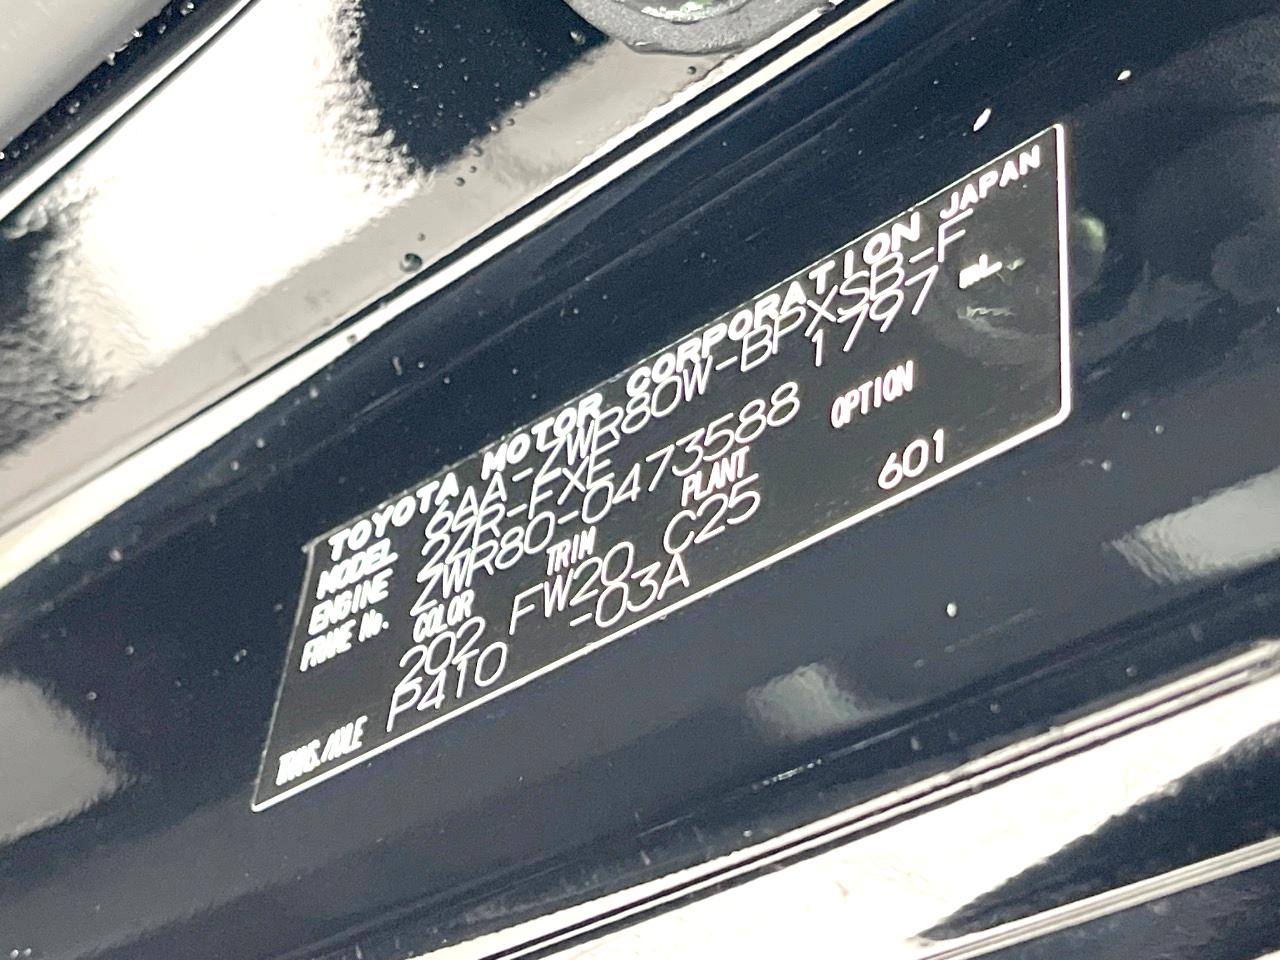 TOYOTA MOTOR CORPORATION JAPAN
MODEL 6AA-ZWR80W-BPXSB-F
ENGINE 2ZR-FXE 1797 mL
FRAME No. ZWR80-0473588
COLOR TRIM PLANT OPTION
202 FW20 C25 601
TRANS./AXLE P410 -03A